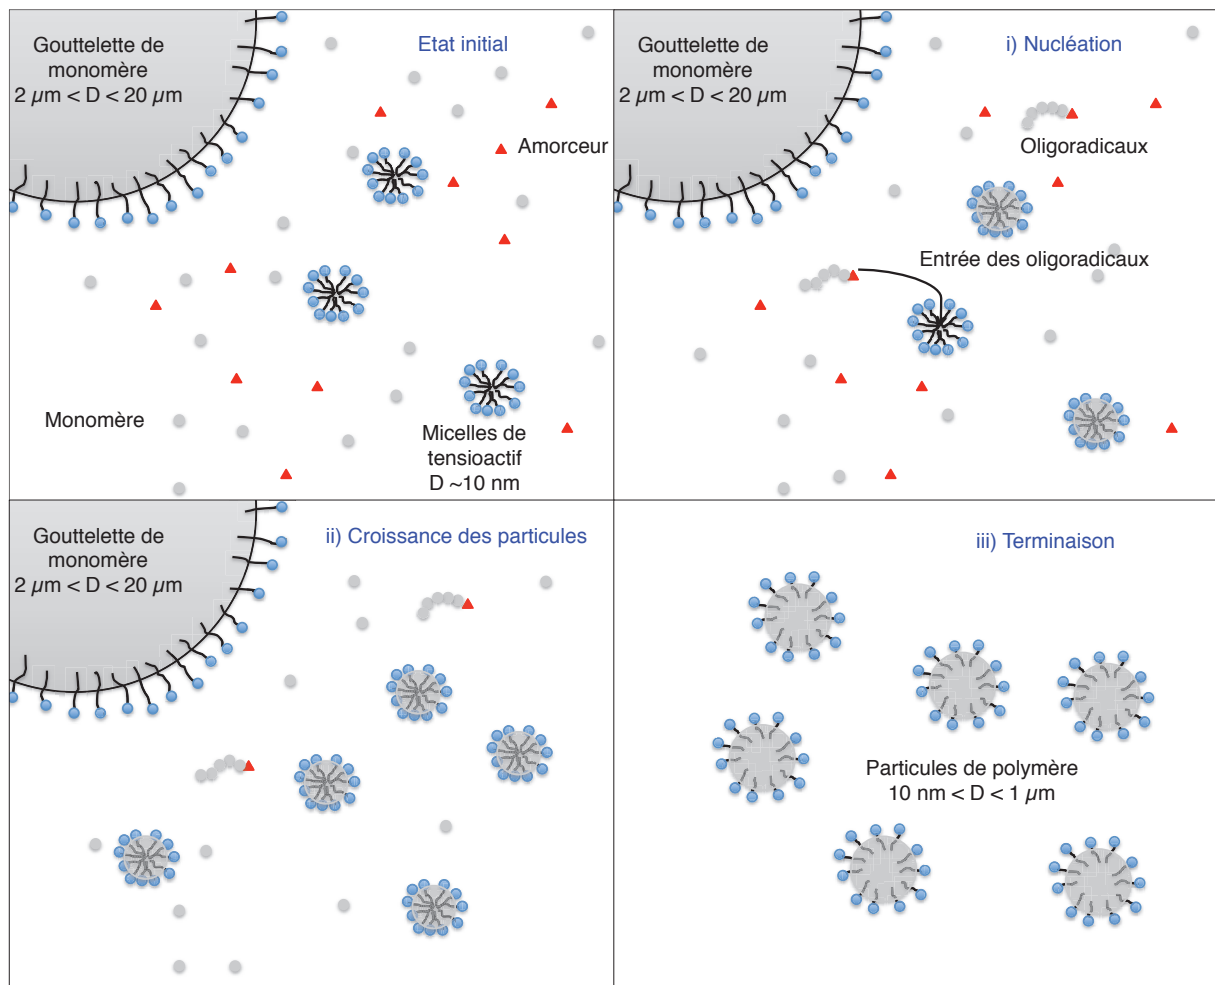 Gouttelette de
monomère
2 µm < D < 20 µm
Etat initial
Amorceur
Monomère
Micelles de
tensioactif
D ~10 nm
Gouttelette de
monomère
2 µm < D < 20 µm
i) Nucléation
Oligoradicaux
Entrée des oligoradicaux
Gouttelette de
monomère
2 µm < D < 20 µm
ii) Croissance des particules
iii) Terminaison
Particules de polymère
10 nm < D < 1 µm